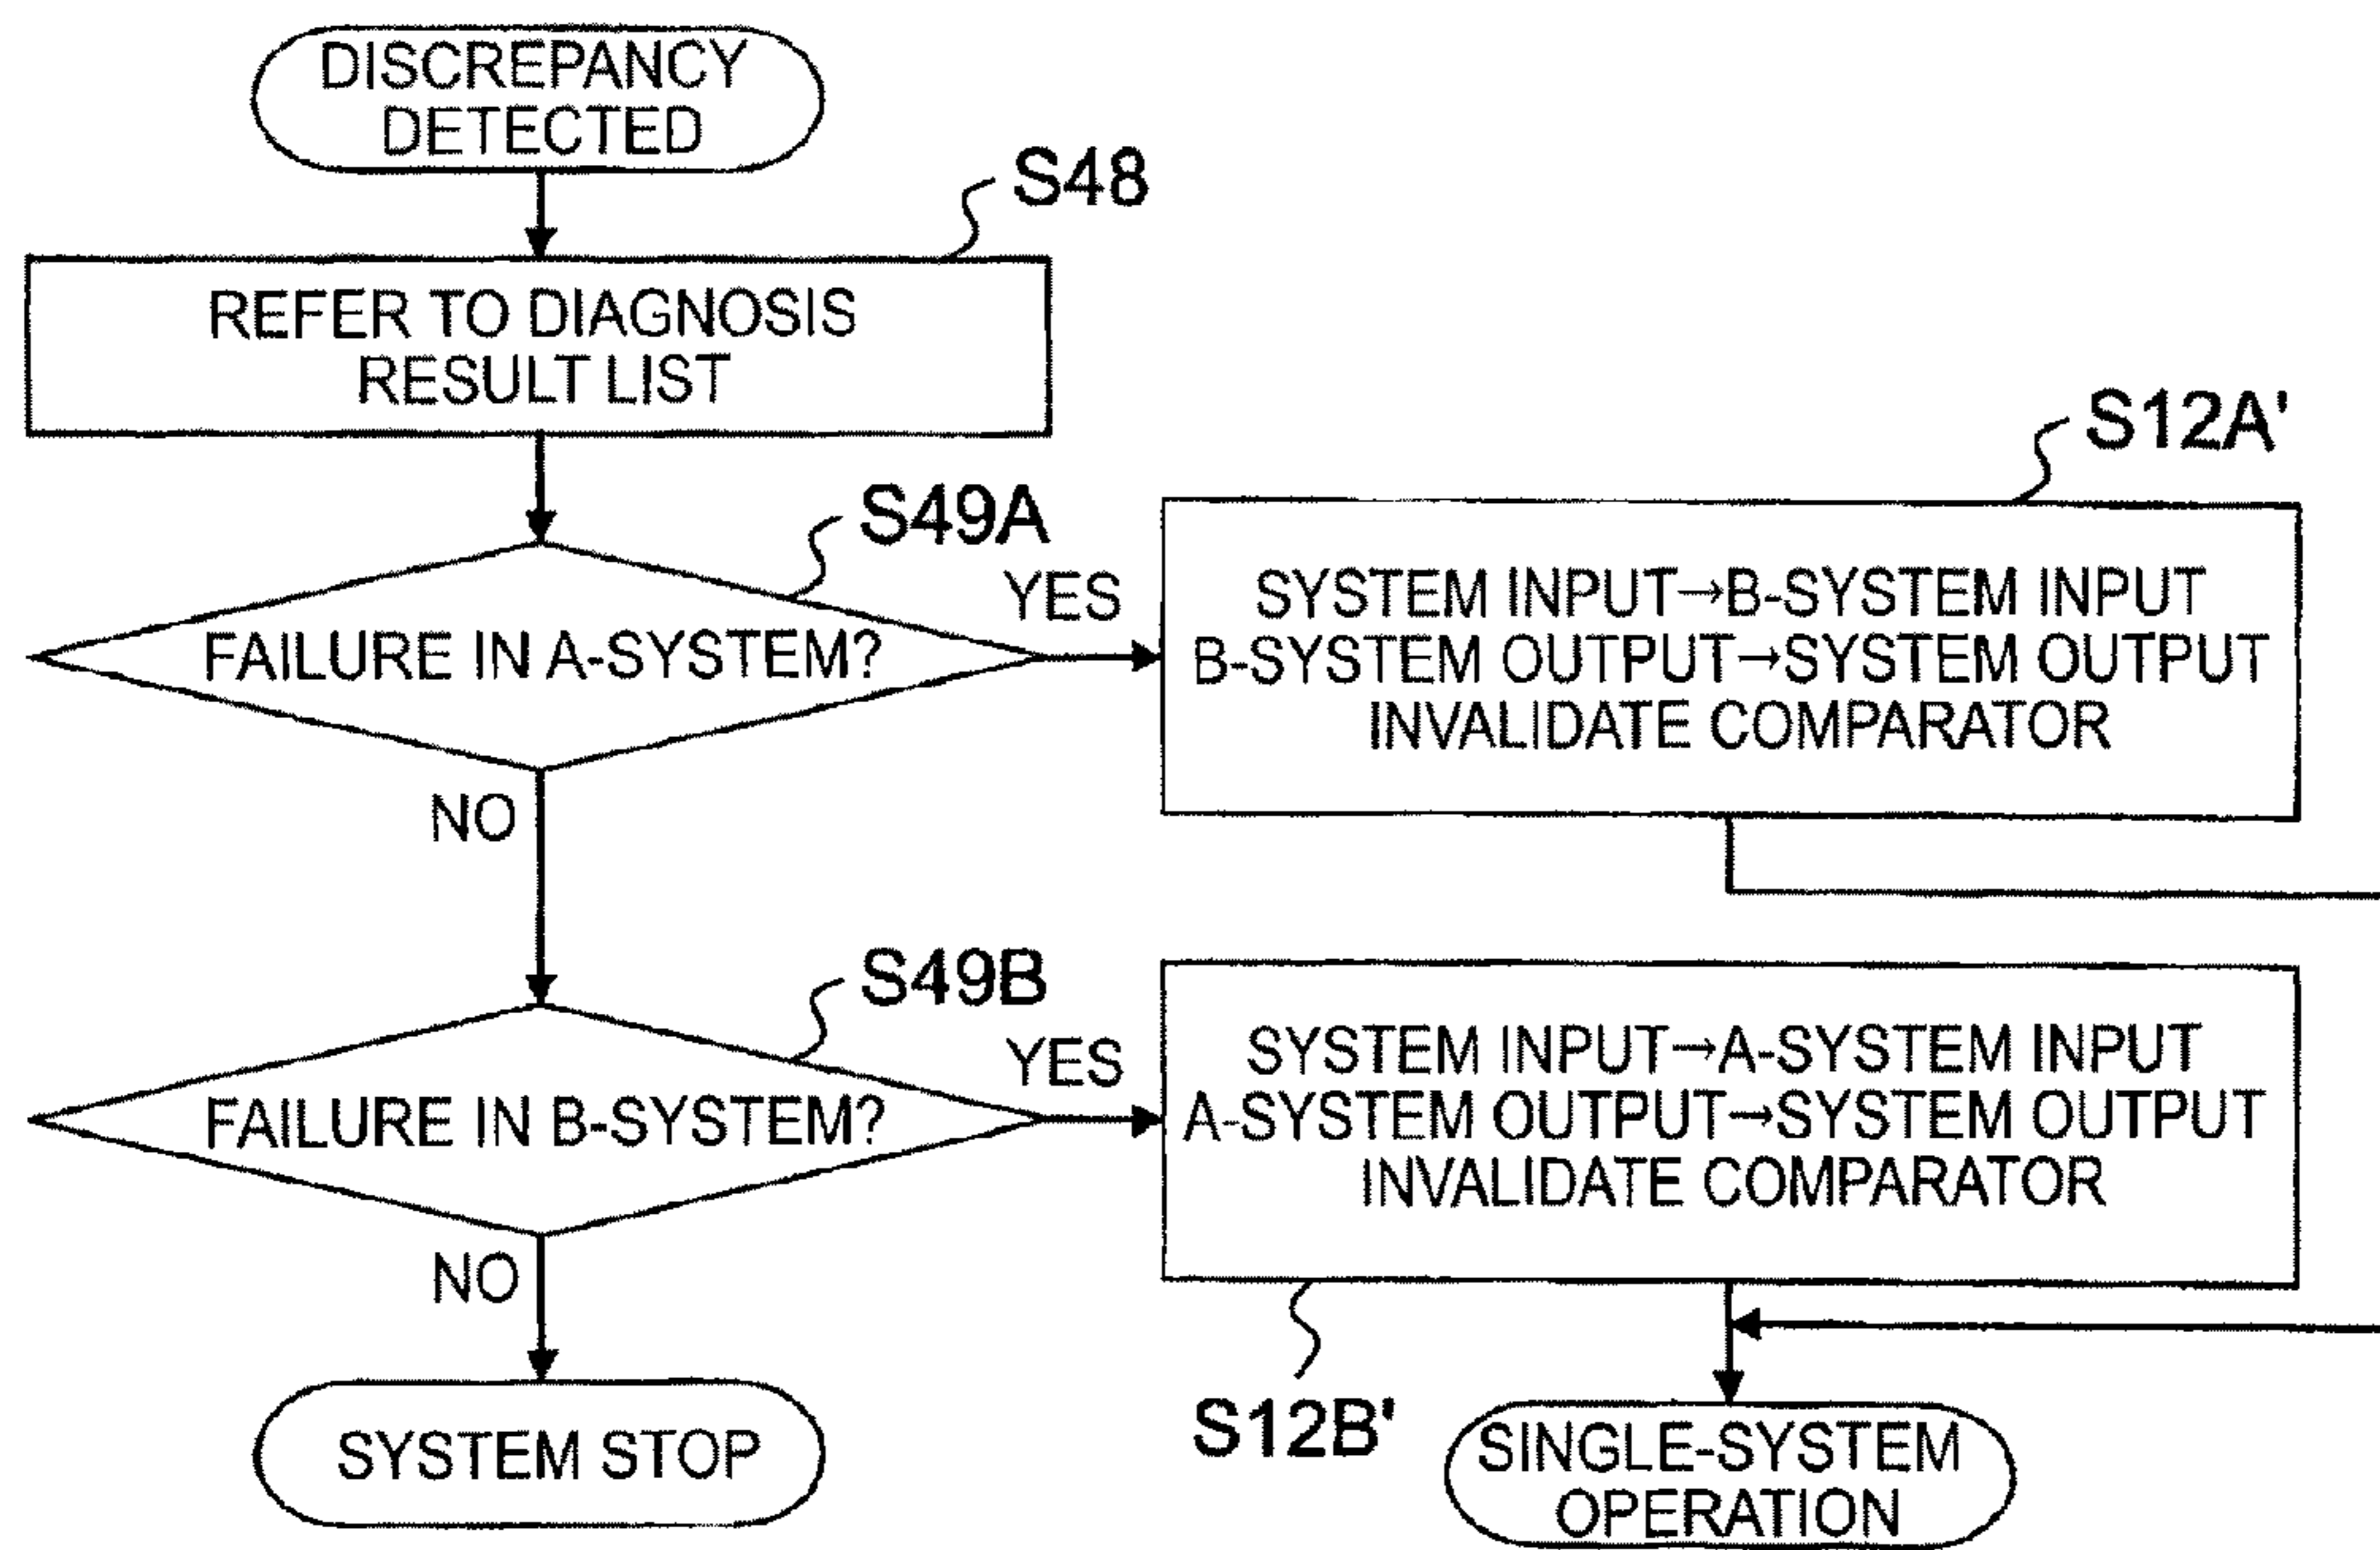 DISCREPANCY
DETECTED
S48
REFER TO DIAGNOSIS
RESULT LIST
S49A
FAILURE IN A-SYSTEM?
YES
NO
S12A'
SYSTEM INPUT→B-SYSTEM INPUT
B-SYSTEM OUTPUT→SYSTEM OUTPUT
INVALIDATE COMPARATOR
S49B
FAILURE IN B-SYSTEM?
YES
NO
SYSTEM INPUT→A-SYSTEM INPUT
A-SYSTEM OUTPUT→SYSTEM OUTPUT
INVALIDATE COMPARATOR
S12B'
SYSTEM STOP
SINGLE-SYSTEM
OPERATION